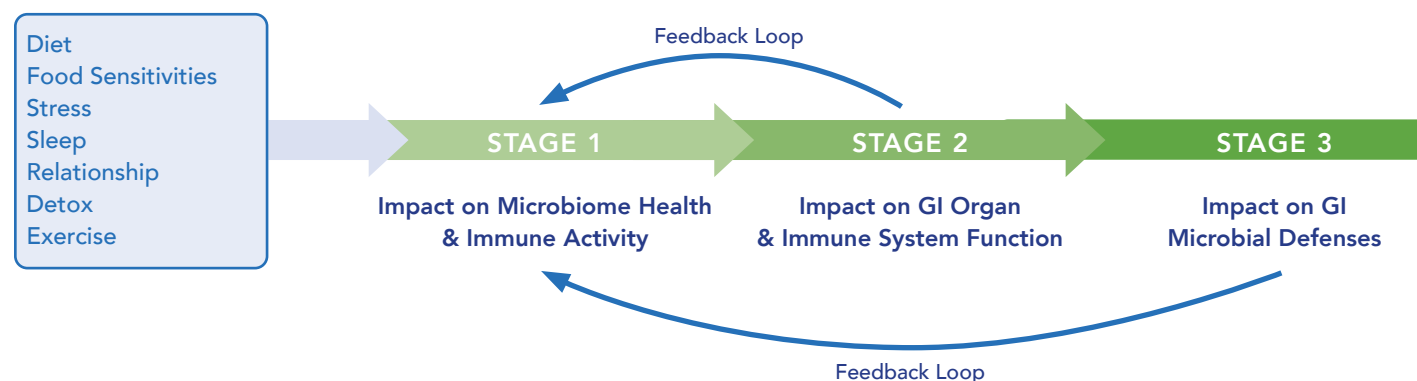 Diet
Food Sensitivities
Stress
Sleep
Relationship
Detox
Exercise
Feedback Loop
STAGE 1
STAGE 2
STAGE 3
Impact on Microbiome Health
& Immune Activity
Impact on GI Organ
& Immune System Function
Impact on GI
Microbial Defenses
Feedback Loop